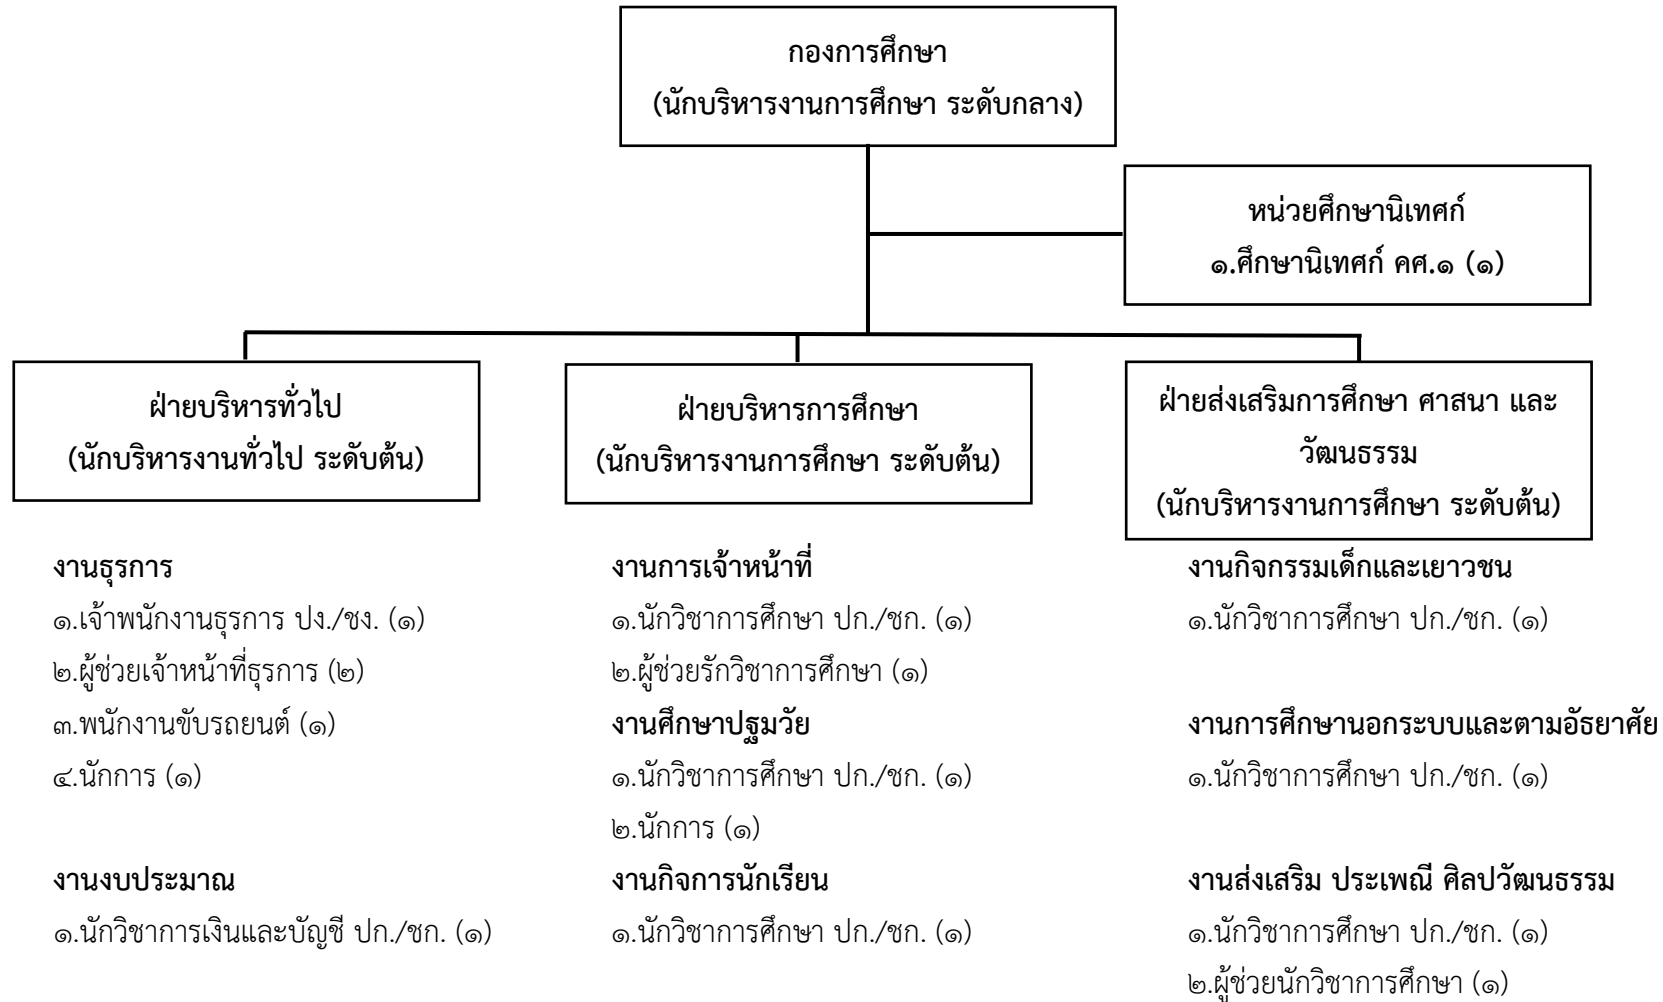 กองการศึกษา
(นักบริหารงานการศึกษา ระดับกลาง)
หน่วยศึกษานิเทศก์
๑.ศึกษานิเทศก์ คศ.๑ (๑)
ฝ่ายบริหารทั่วไป
(นักบริหารงานทั่วไป ระดับต้น)
ฝ่ายบริหารการศึกษา
(นักบริหารงานการศึกษา ระดับต้น)
ฝ่ายส่งเสริมการศึกษา ศาสนา และ
วัฒนธรรม
(นักบริหารงานการศึกษา ระดับต้น)
งานธุรการ
๑.เจ้าพนักงานธุรการ ปง./ชง. (๑)
๒.ผู้ช่วยเจ้าหน้าที่ธุรการ (๒)
๓.พนักงานขับรถยนต์ (๑)
๔.นักการ (๑)
งานงบประมาณ
๑.นักวิชาการเงินและบัญชี ปก./ชก. (๑)
งานการเจ้าหน้าที่
๑.นักวิชาการศึกษา ปก./ชก. (๑)
๒.ผู้ช่วยรักวิชาการศึกษา (๑)
งานศึกษาปฐมวัย
๑.นักวิชาการศึกษา ปก./ชก. (๑)
๒.นักการ (๑)
งานกิจการนักเรียน
๑.นักวิชาการศึกษา ปก./ชก. (๑)
งานกิจกรรมเด็กและเยาวชน
๑.นักวิชาการศึกษา ปก./ชก. (๑)
งานการศึกษานอกระบบและตามอัธยาศัย
๑.นักวิชาการศึกษา ปก./ชก. (๑)
งานส่งเสริม ประเพณี ศิลปวัฒนธรรม
๑.นักวิชาการศึกษา ปก./ชก. (๑)
๒.ผู้ช่วยนักวิชาการศึกษา (๑)